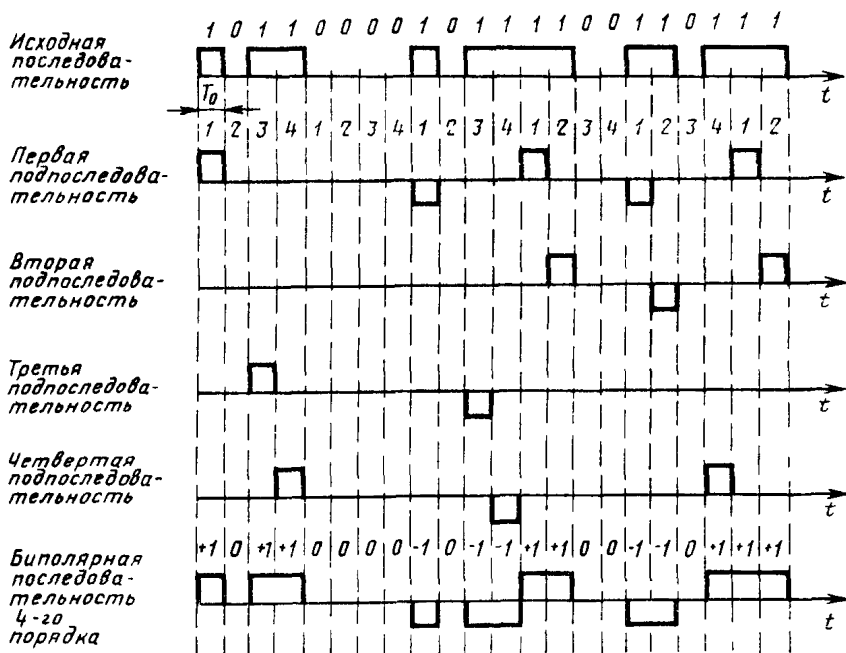 1 0 1 1 0 0 0 0 1 0 1 1 1 1 0 0 1 1 0 1 1 1
Исходная
последова-
тельность
t
T₀
1 2 3 4 1 2 3 4 1 2 3 4 1 2 3 4 1 2 3 4 1 2
Первая
подпоследова-
тельность
t
Вторая
подпоследова-
тельность
t
Третья
подпоследова-
тельность
t
Четвертая
подпоследова-
тельность
t
+1 0 +1 +1 0 0 0 0 -1 0 -1 -1 +1 +1 0 0 -1 -1 0 +1 +1 +1
Биполярная
последова-
тельность
4-го
порядка
t